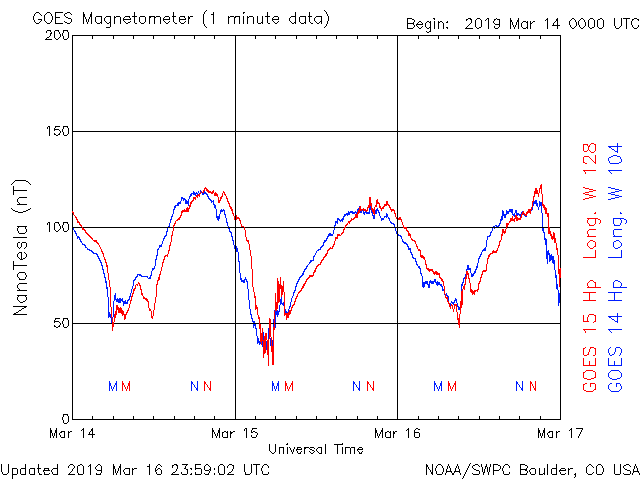 GOES Magnetometer (1 minute data)
Begin: 2019 Mar 14 0000 UTC
200
150
100
50
0
NanoTesla (nT)
M M N N M M N N M M N N
Mar 14 Mar 15 Mar 16 Mar 17
Universal Time
GOES 15 Hp Long. W 128
GOES 14 Hp Long. W 104
Updated 2019 Mar 16 23:59:02 UTC
NOAA/SWPC Boulder, CO USA